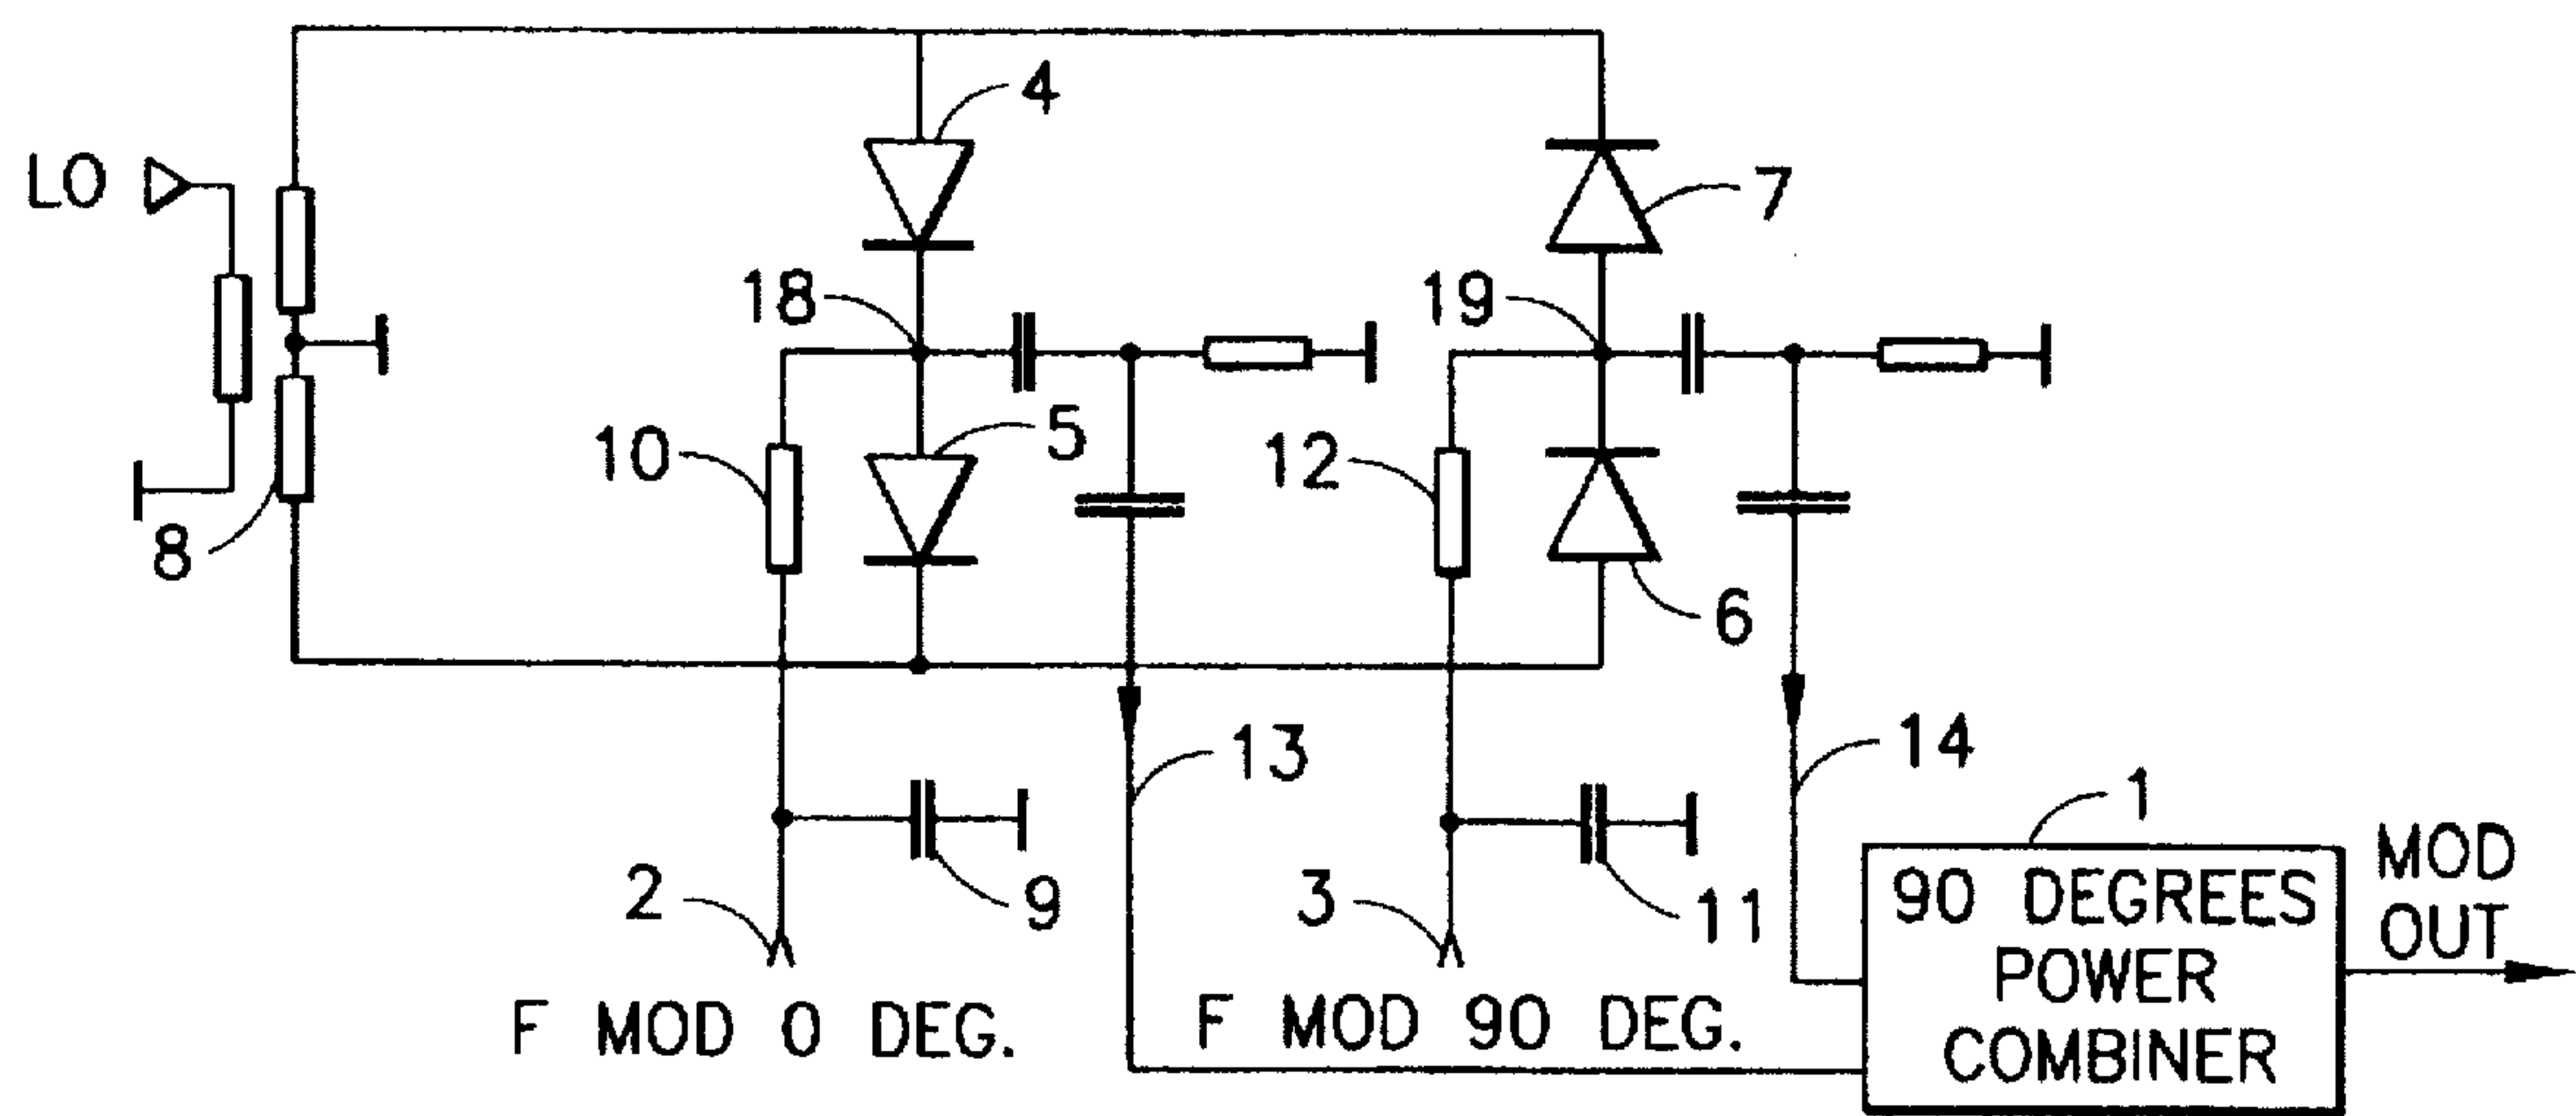 4
LO
7
18
19
5
10
12
8
6
13
14
1
2
9
3
11
90 DEGREES
POWER
COMBINER
MOD
OUT
F MOD 0 DEG.
F MOD 90 DEG.